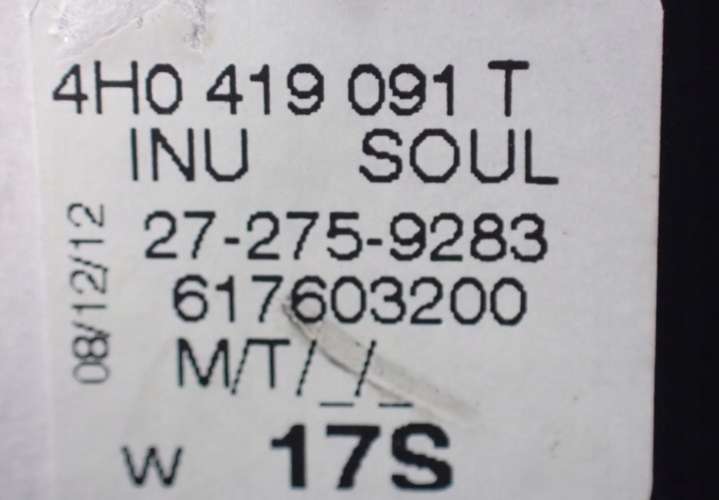 4H0 419 091 T
INU SOUL
08/12/12
27-275-9283
617603200
M/T/_/_
W 17S